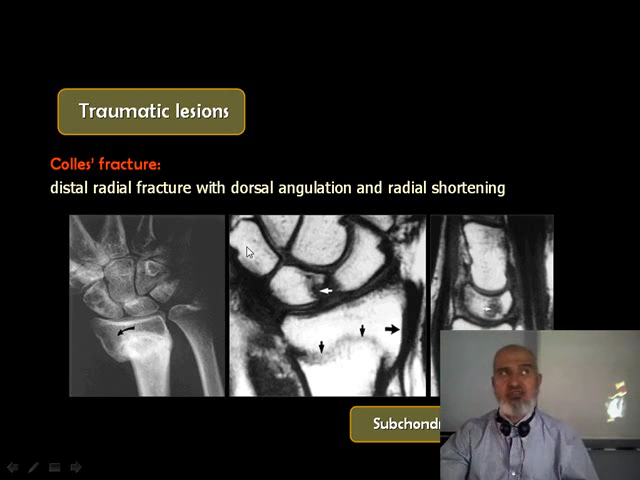 Traumatic lesions
Colles' fracture:
distal radial fracture with dorsal angulation and radial shortening